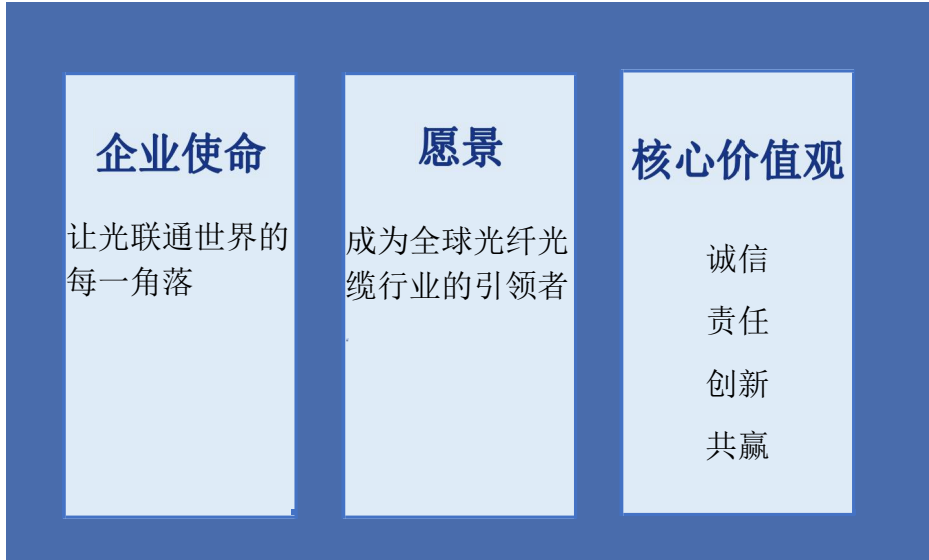 企业使命
让光联通世界的
每一角落
愿景
成为全球光纤光
缆行业的引领者
核心价值观
诚信
责任
创新
共赢